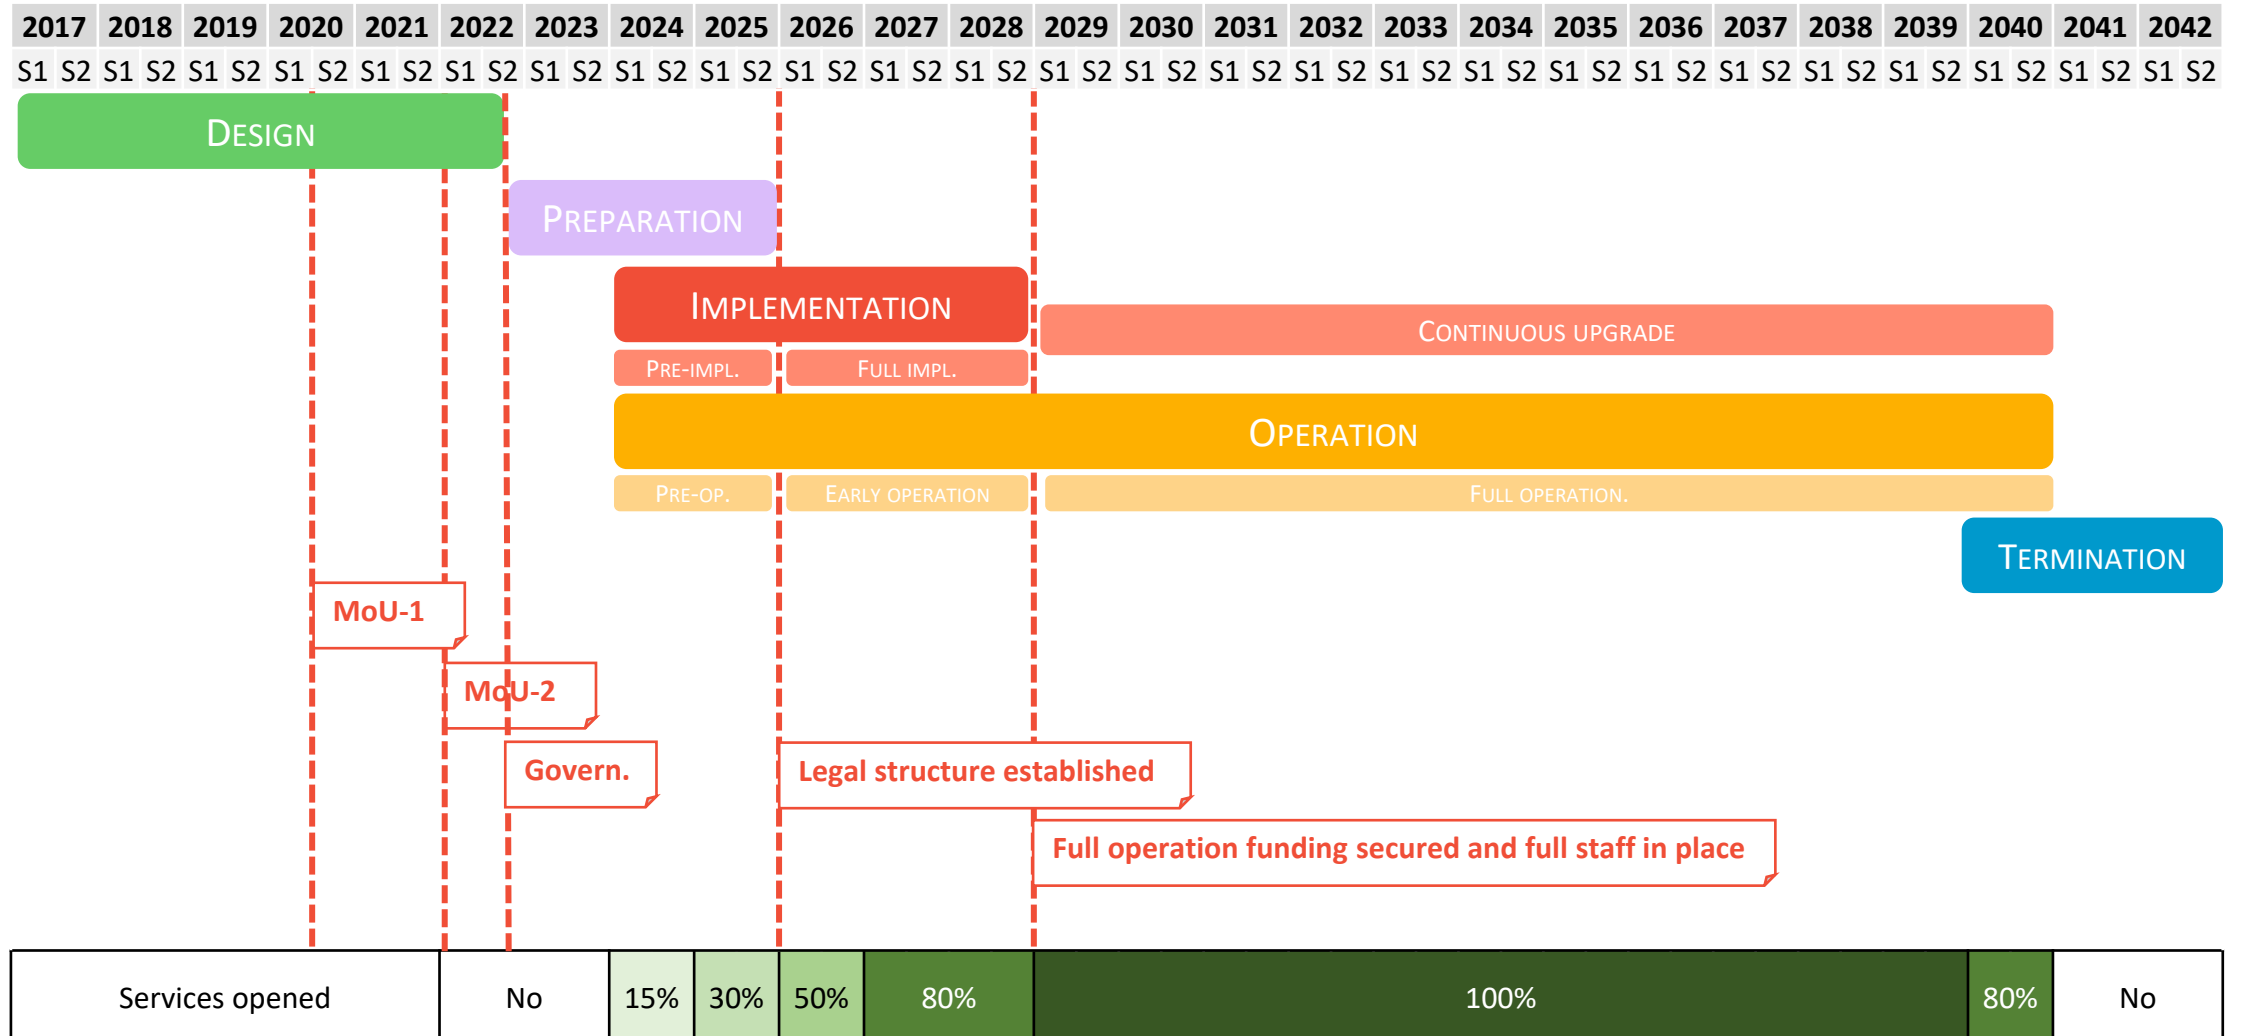 2017 2018 2019 2020 2021 2022 2023 2024 2025 2026 2027 2028 2029 2030 2031 2032 2033 2034 2035 2036 2037 2038 2039 2040 2041 2042
S1 S2 S1 S2 S1 S2 S1 S2 S1 S2 S1 S2 S1 S2 S1 S2 S1 S2 S1 S2 S1 S2 S1 S2 S1 S2 S1 S2 S1 S2 S1 S2 S1 S2 S1 S2 S1 S2 S1 S2 S1 S2 S1 S2 S1 S2 S1 S2 S1 S2 S1 S2
DESIGN
PREPARATION
IMPLEMENTATION
CONTINUOUS UPGRADE
PRE-IMPL. FULL IMPL.
OPERATION
PRE-OP. EARLY OPERATION FULL OPERATION.
TERMINATION
MoU-1
MoU-2
Govern. Legal structure established
Full operation funding secured and full staff in place
Services opened No 15% 30% 50% 80% 100% 80% No